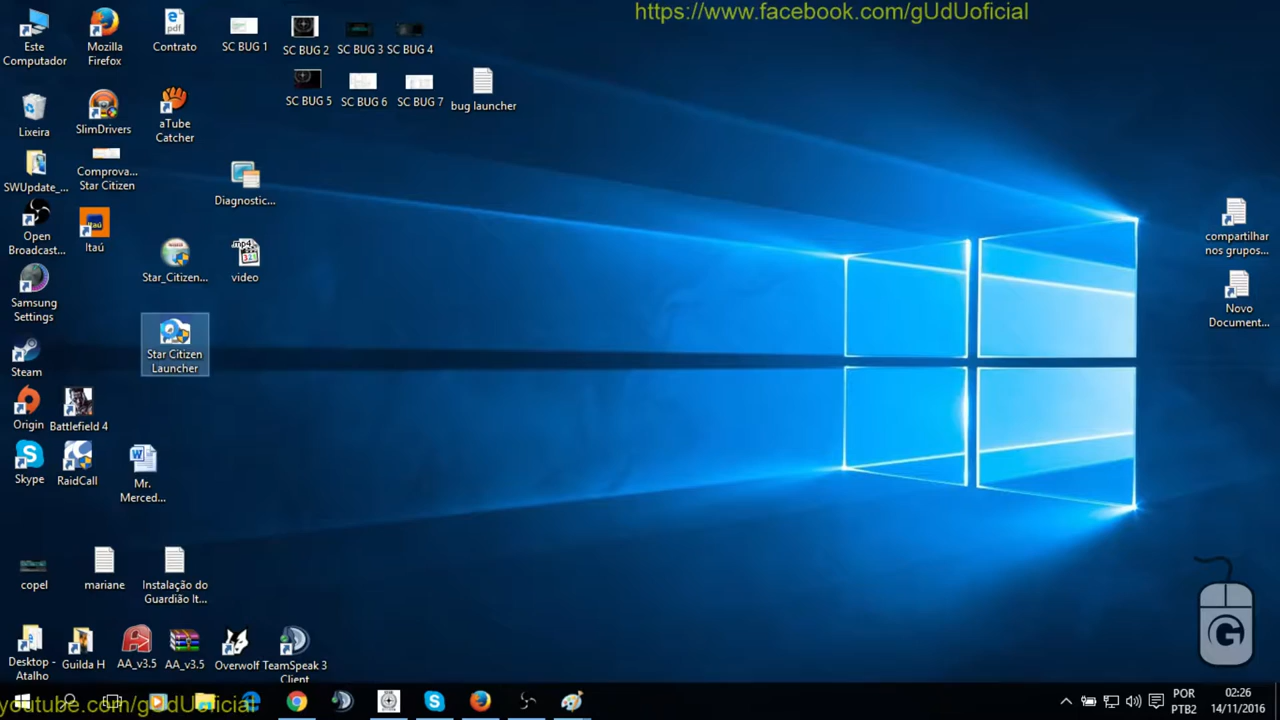 https://www.facebook.com/gUdUoficial
Este
Computador
Mozilla
Firefox
Contrato
SC BUG 1
SC BUG 2
SC BUG 3
SC BUG 4
Lixeira
SlimDrivers
aTube
Catcher
SC BUG 5
SC BUG 6
SC BUG 7
bug launcher
SWUpdate_...
Comprova...
Star Citizen
Diagnostic...
Open
Broadcast...
Itaú
Star_Citizen...
video
compartilhar
nos grupos...
Samsung
Settings
Star Citizen
Launcher
Novo
Document...
Steam
Origin
Battlefield 4
Skype
RaidCall
Mr.
Merced...
copel
mariane
Instalação do
Guardião It...
Desktop -
Atalho
Guilda H
AA_v3.5
AA_v3.5
Overwolf
TeamSpeak 3
Client
youtube.com/gUdUoficial
POR
PTB2
02:26
14/11/2016